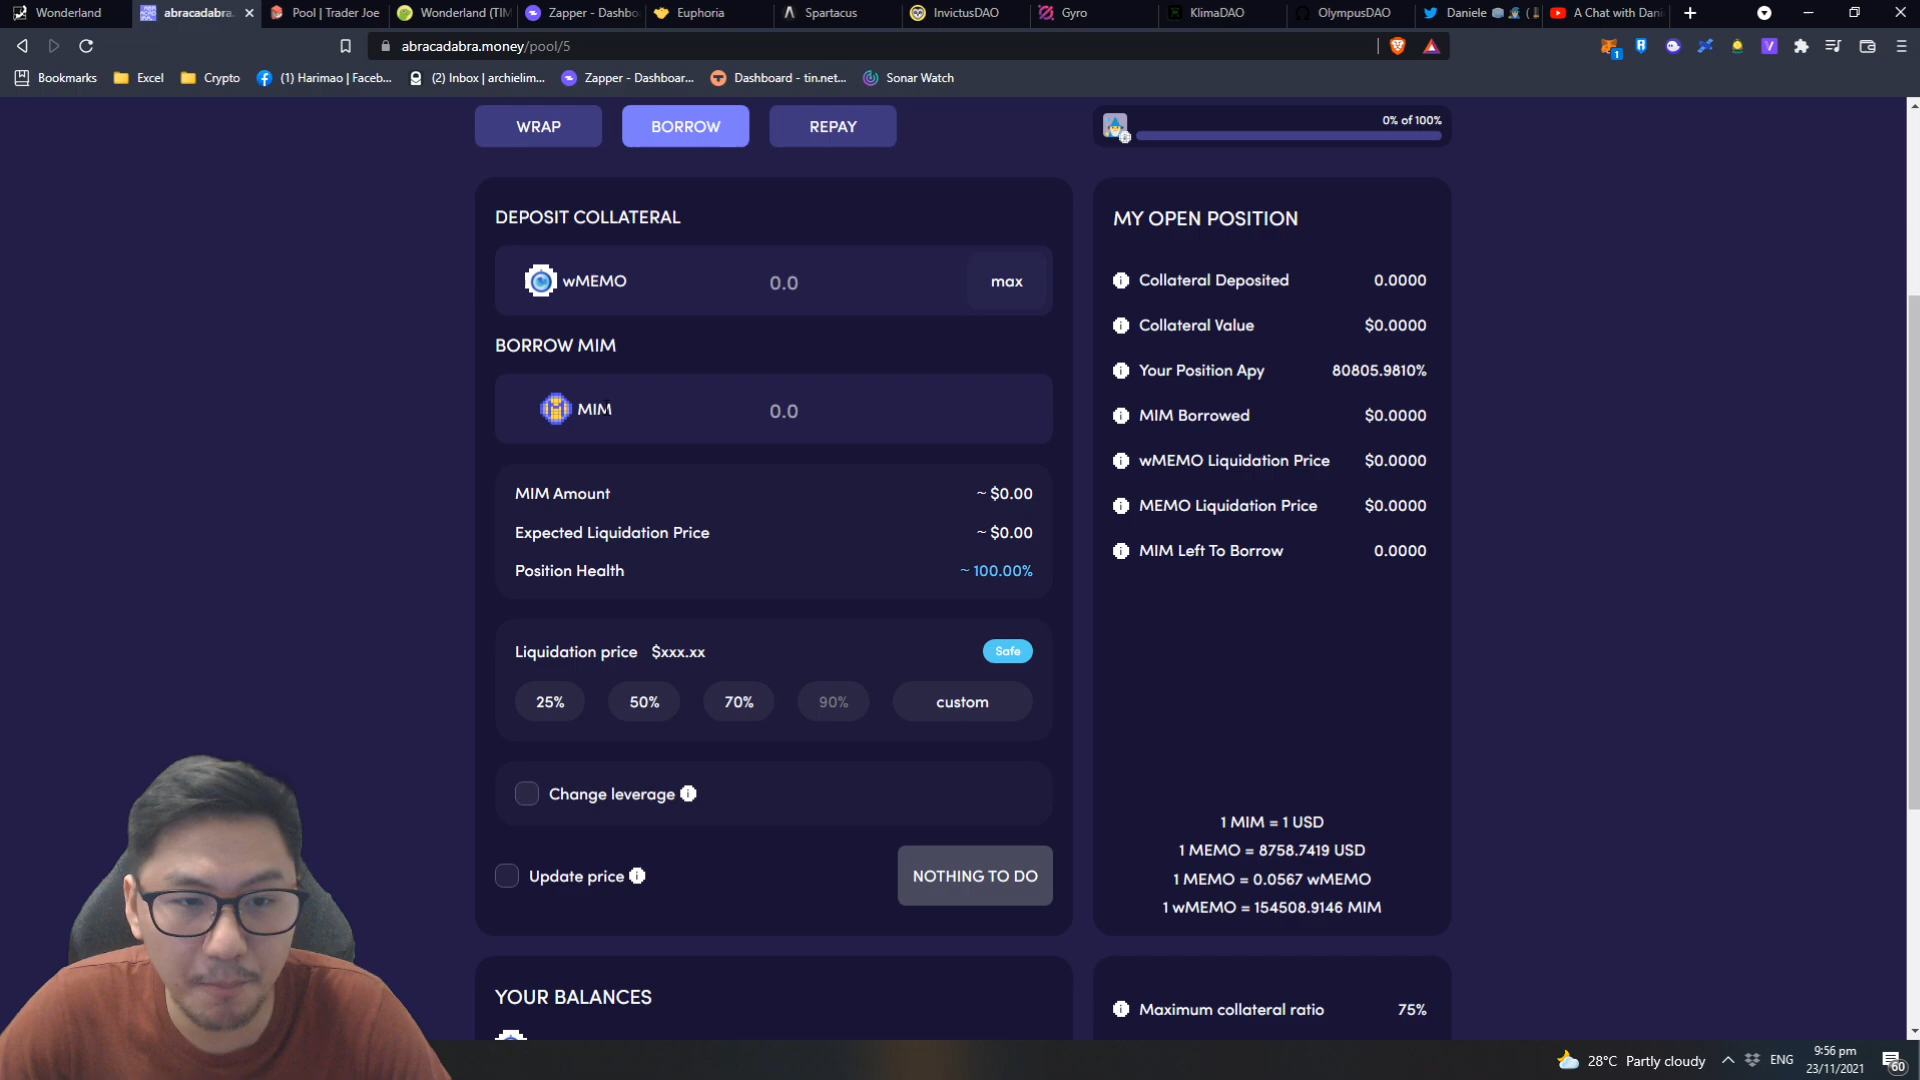 Wonderland
abracadabra.
Pool | Trader Joe
Wonderland (TIM
Zapper - Dashbo
Euphoria
Spartacus
InvictusDAO
Gyro
KlimaDAO
OlympusDAO
Daniele
A Chat with Dani
abracadabra.money/pool/5
1
Bookmarks
Excel
Crypto
(1) Harimao | Faceb...
(2) Inbox | archielim...
Zapper - Dashboar...
Dashboard - tin.net...
Sonar Watch
WRAP
BORROW
REPAY
0% of 100%
DEPOSIT COLLATERAL
wMEMO
0.0
max
BORROW MIM
MIM
0.0
MIM Amount
~ $0.00
Expected Liquidation Price
~ $0.00
Position Health
~ 100.00%
Liquidation price $xxx.xx
Safe
25%
50%
70%
90%
custom
Change leverage
Update price
NOTHING TO DO
YOUR BALANCES
MY OPEN POSITION
Collateral Deposited
0.0000
Collateral Value
$0.0000
Your Position Apy
80805.9810%
MIM Borrowed
$0.0000
wMEMO Liquidation Price
$0.0000
MEMO Liquidation Price
$0.0000
MIM Left To Borrow
0.0000
1 MIM = 1 USD
1 MEMO = 8758.7419 USD
1 MEMO = 0.0567 wMEMO
1 wMEMO = 154508.9146 MIM
Maximum collateral ratio
75%
28°C Partly cloudy
ENG
9:56 pm
23/11/2021
60